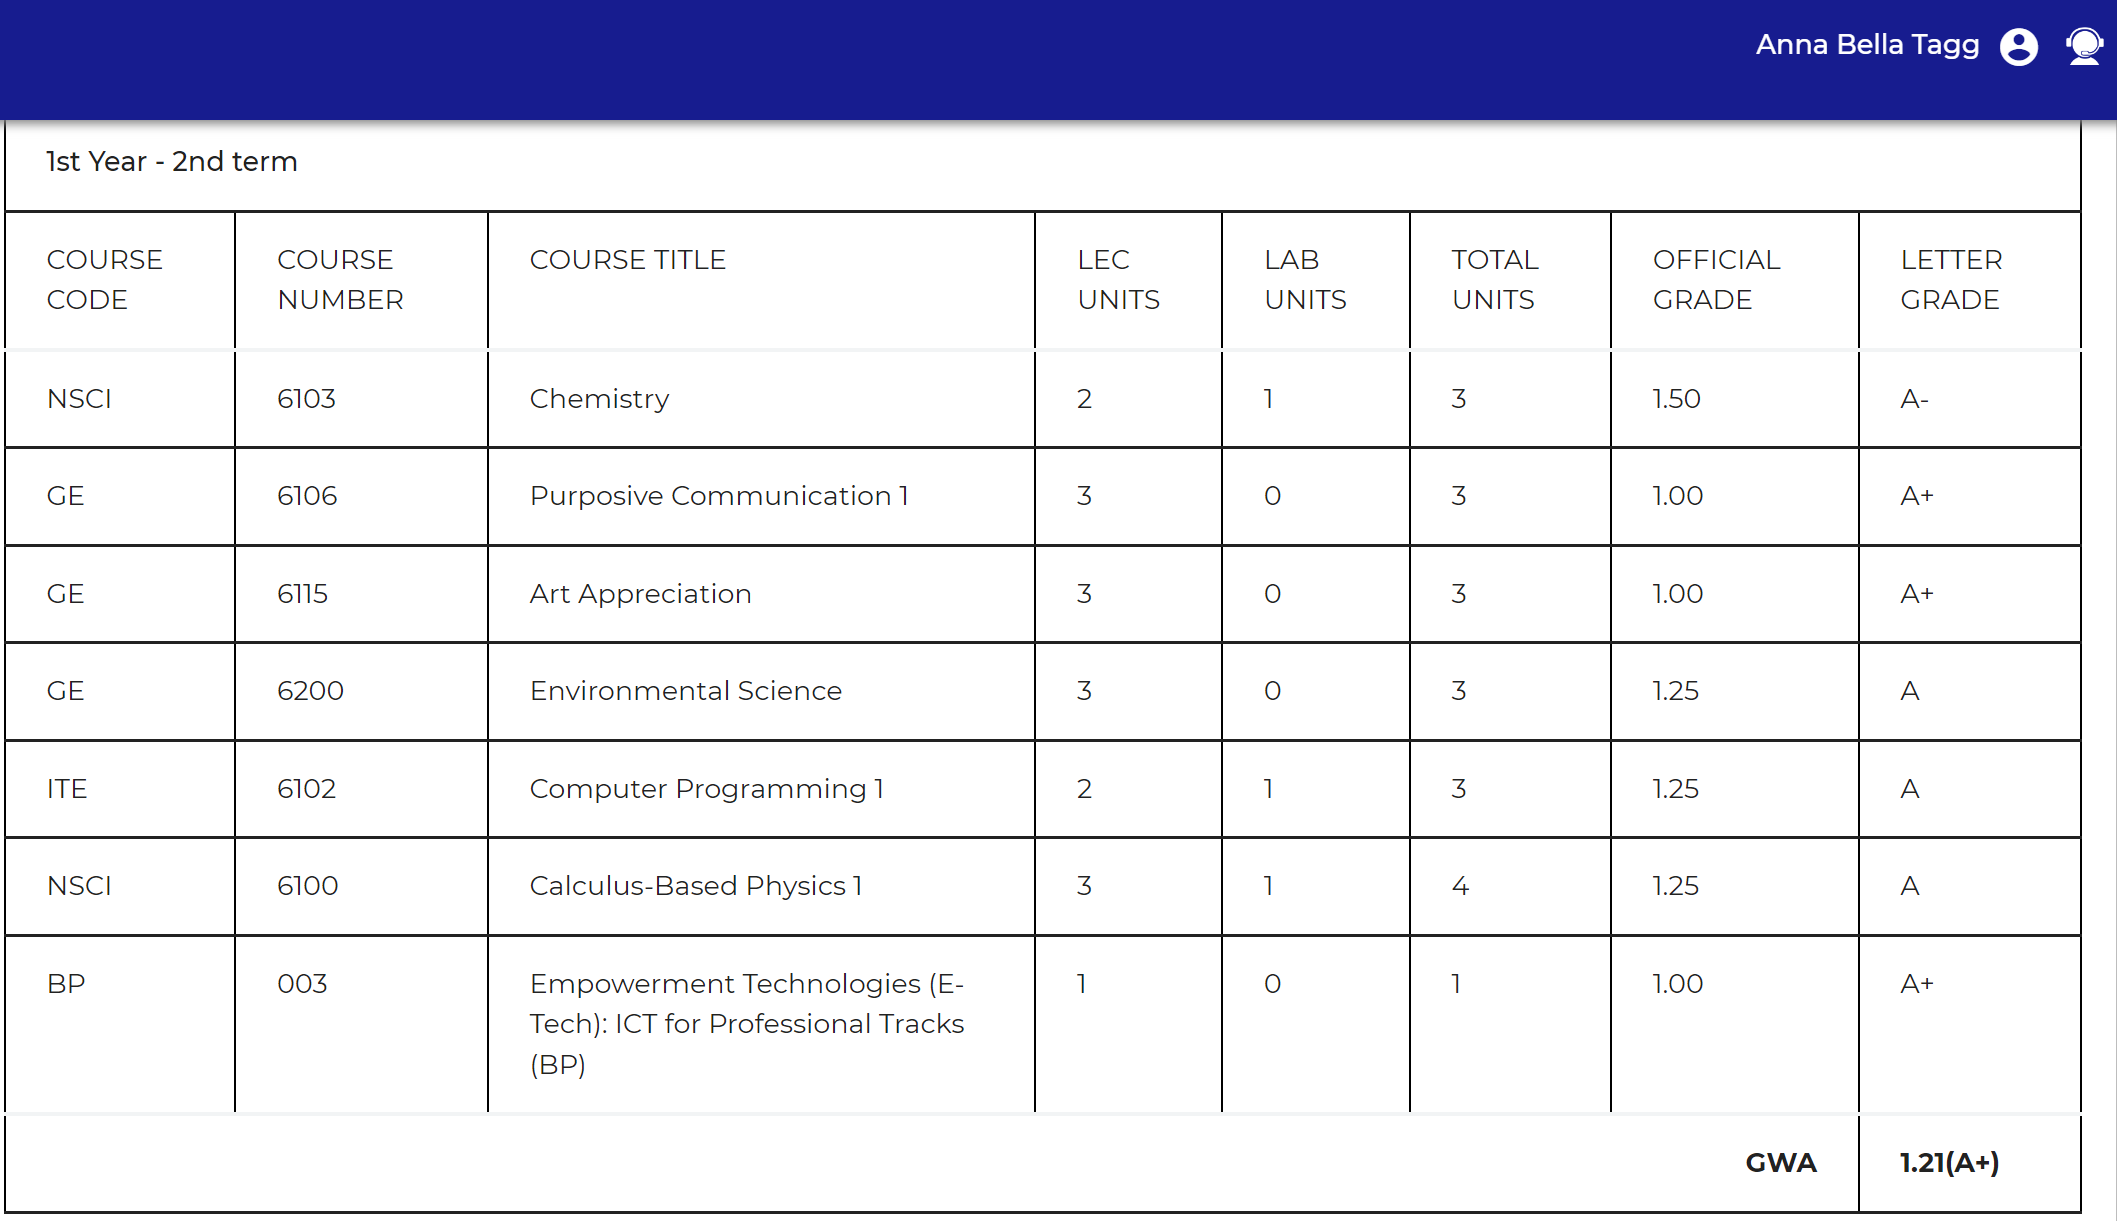 Anna Bella Tagg
1st Year - 2nd term
COURSE CODE COURSE NUMBER COURSE TITLE LEC UNITS LAB UNITS TOTAL UNITS OFFICIAL GRADE LETTER GRADE
NSCI 6103 Chemistry 2 1 3 1.50 A-
GE 6106 Purposive Communication 1 3 0 3 1.00 A+
GE 6115 Art Appreciation 3 0 3 1.00 A+
GE 6200 Environmental Science 3 0 3 1.25 A
ITE 6102 Computer Programming 1 2 1 3 1.25 A
NSCI 6100 Calculus-Based Physics 1 3 1 4 1.25 A
BP 003 Empowerment Technologies (E- 1 0 1 1.00 A+
Tech): ICT for Professional Tracks
(BP)
GWA 1.21(A+)